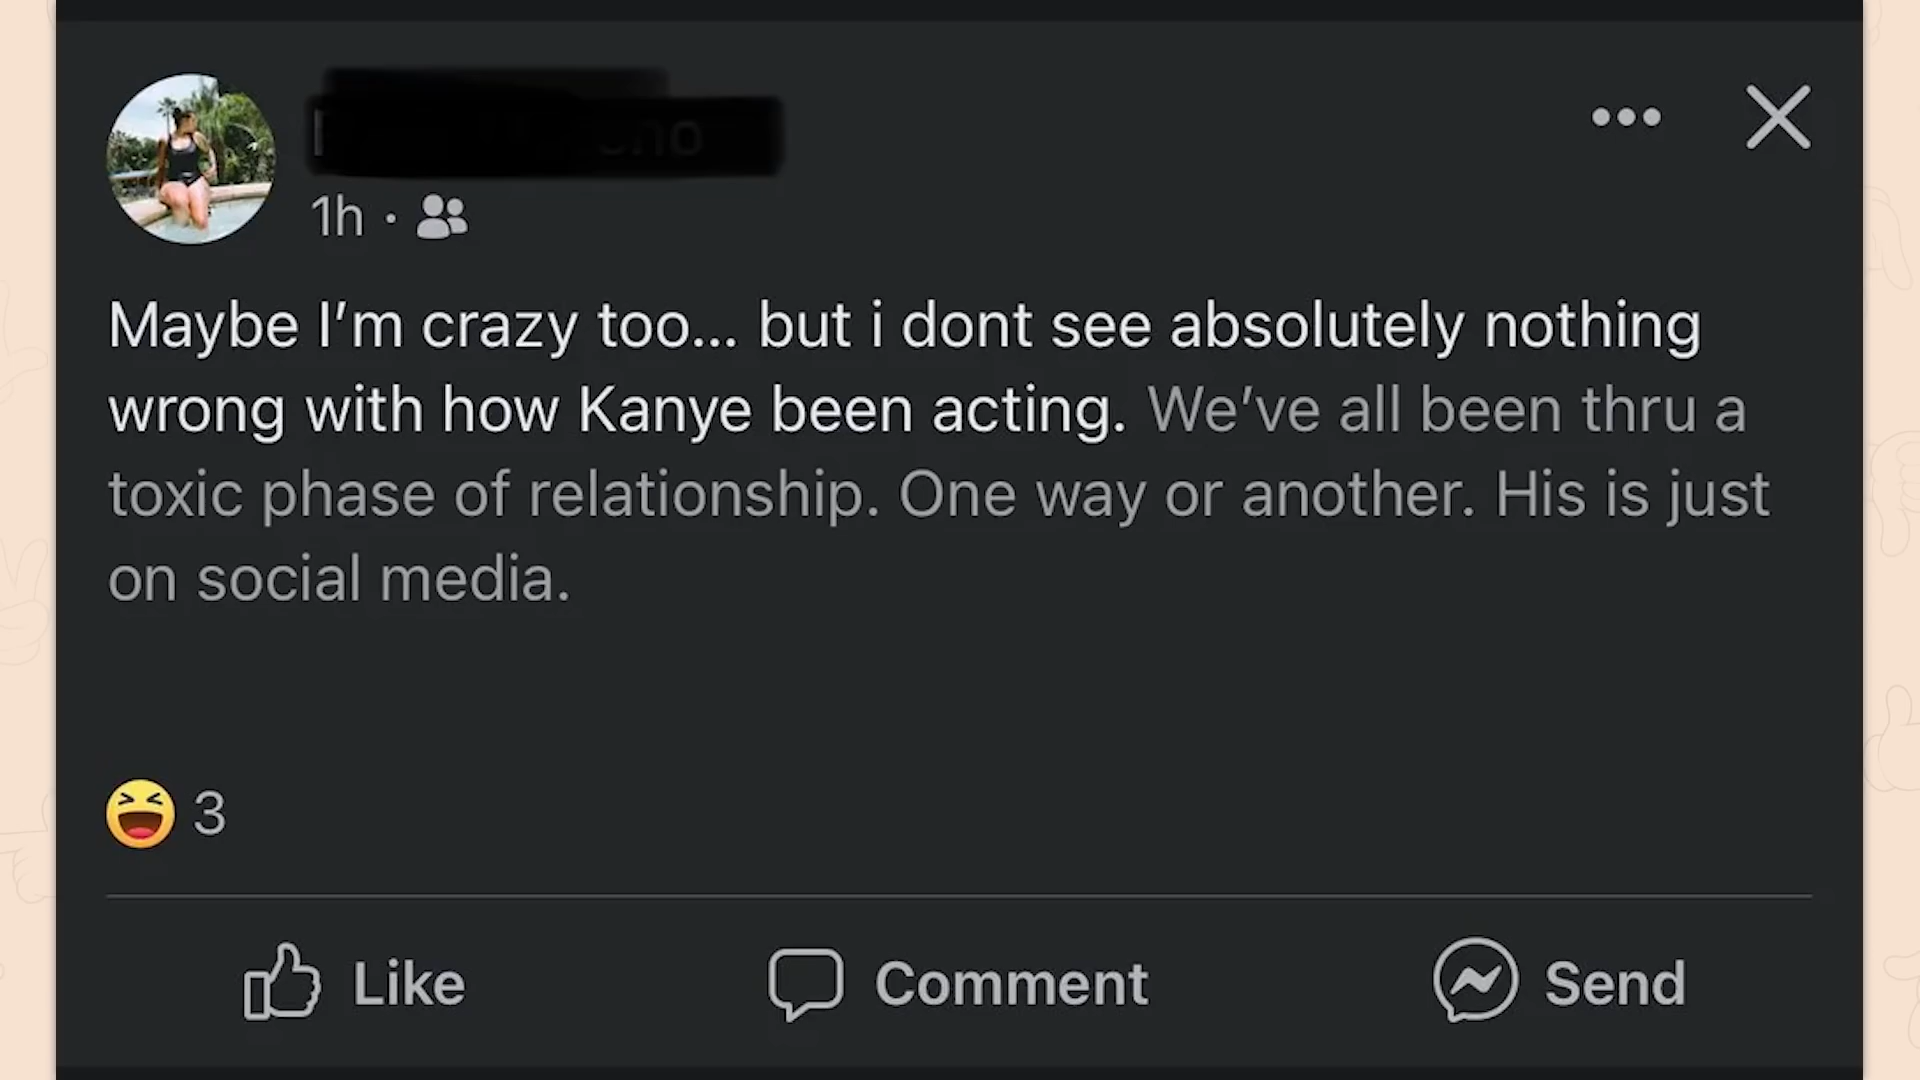 1h ·
Maybe I’m crazy too... but i dont see absolutely nothing
wrong with how Kanye been acting. We’ve all been thru a
toxic phase of relationship. One way or another. His is just
on social media.
3
Like Comment Send